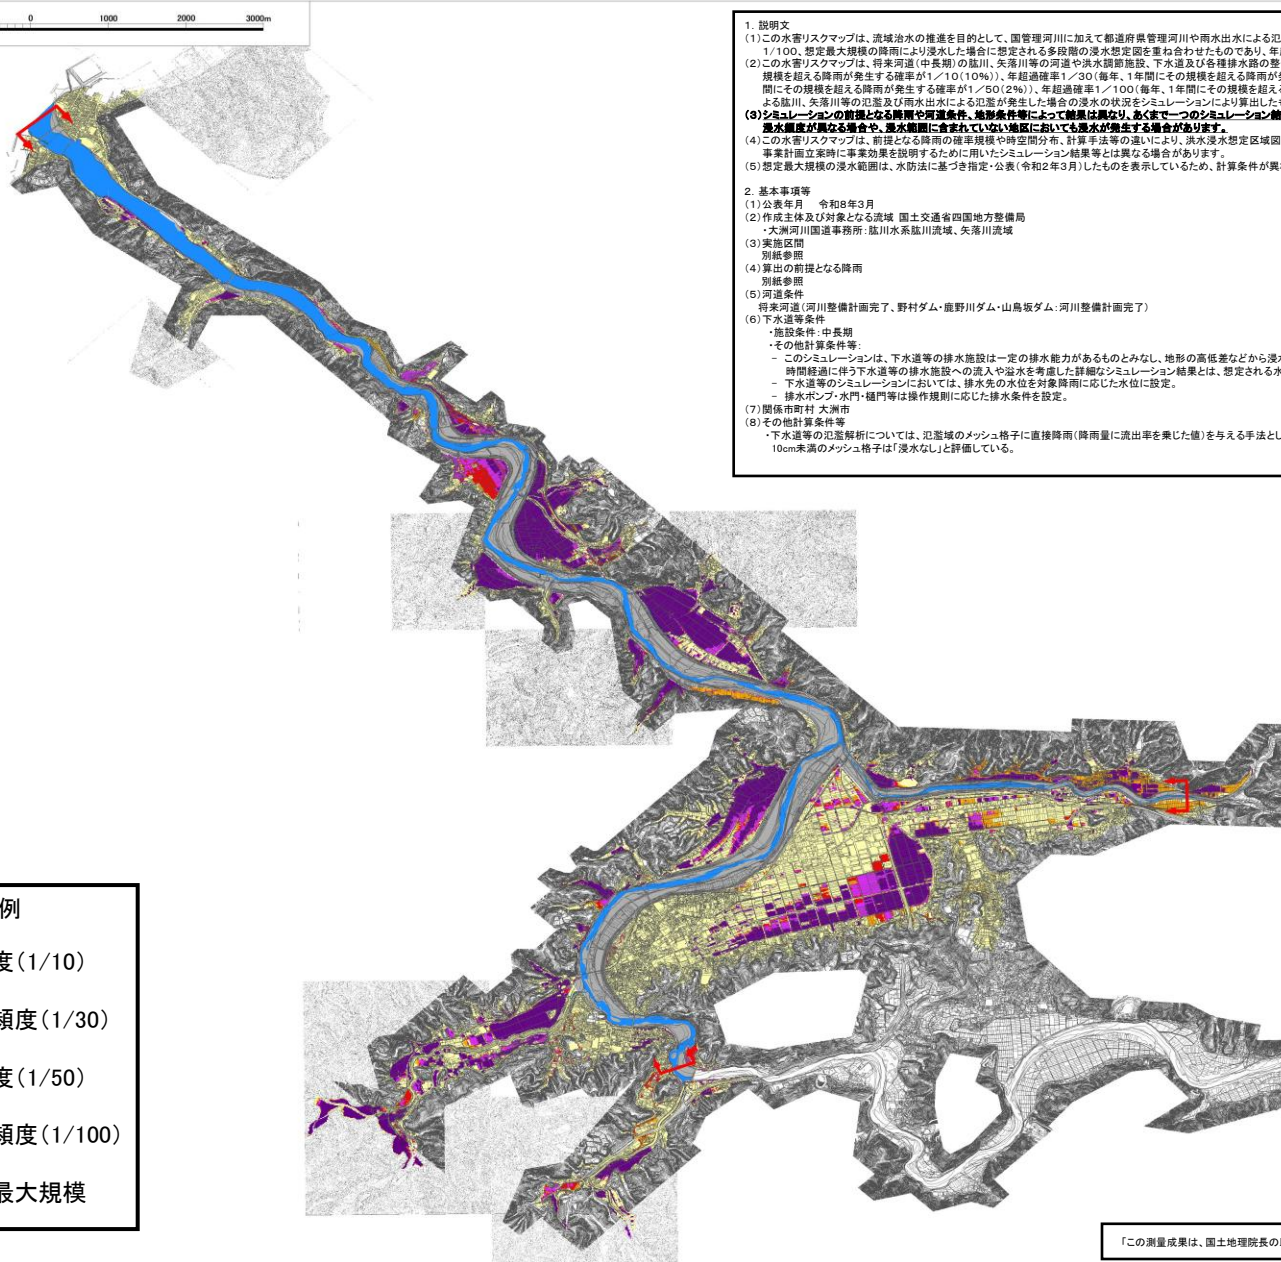 0 1000 2000 3000m
1. 説明文
(1)この水害リスクマップは、流域治水の推進を目的として、国管理河川に加えて都道府県管理河川や雨水出水による氾
1/100、想定最大規模の降雨により浸水した場合に想定される多段階の浸水想定図を重ね合わせたものであり、年
(2)この水害リスクマップは、将来河道(中長期)の肱川、矢落川等の河道や洪水調節施設、下水道及び各種排水路の整
規模を超える降雨が発生する確率が1/10(10%))、年超過確率1/30(毎年、1年間にその規模を超える降雨が
間にその規模を超える降雨が発生する確率が1/50(2%))、年超過確率1/100(毎年、1年間にその規模を超え
よる肱川、矢落川等の氾濫及び雨水出水による氾濫が発生した場合の浸水の状況をシミュレーションにより算出した
(3)シミュレーションの前提となる降雨や河道条件、地形条件等によって結果は異なり、あくまで一つのシミュレーション結
浸水頻度が異なる場合や、浸水範囲に含まれていない地区においても浸水が発生する場合があります。
(4)この水害リスクマップは、前提となる降雨の確率規模や時空間分布、計算手法等の違いにより、洪水浸水想定区域図
事業計画立案時に事業効果を説明するために用いたシミュレーション結果等とは異なる場合があります。
(5)想定最大規模の浸水範囲は、水防法に基づき指定・公表(令和2年3月)したものを表示しているため、計算条件が異
2. 基本事項等
(1)公表年月 令和8年3月
(2)作成主体及び対象となる流域 国土交通省四国地方整備局
・大洲河川国道事務所:肱川水系肱川流域、矢落川流域
(3)実施区間
別紙参照
(4)算出の前提となる降雨
別紙参照
(5)河道条件
将来河道(河川整備計画完了、野村ダム・鹿野川ダム・山鳥坂ダム:河川整備計画完了)
(6)下水道等条件
・施設条件:中長期
・その他計算条件等:
- このシミュレーションは、下水道等の排水施設は一定の排水能力があるものとみなし、地形の高低差などから浸水
時間経過に伴う下水道等の排水施設への流入や溢水を考慮した詳細なシミュレーション結果とは、想定される水
- 下水道等のシミュレーションにおいては、排水先の水位を対象降雨に応じた水位に設定。
- 排水ポンプ・水門・樋門等は操作規則に応じた排水条件を設定。
(7)関係市町村 大洲市
(8)その他計算条件等
・下水道等の氾濫解析については、氾濫域のメッシュ格子に直接降雨(降雨量に流出率を乗じた値)を与える手法とし
10cm未満のメッシュ格子は「浸水なし」と評価している。
例
度(1/10)
頻度(1/30)
度(1/50)
頻度(1/100)
最大規模
「この測量成果は、国土地理院長の